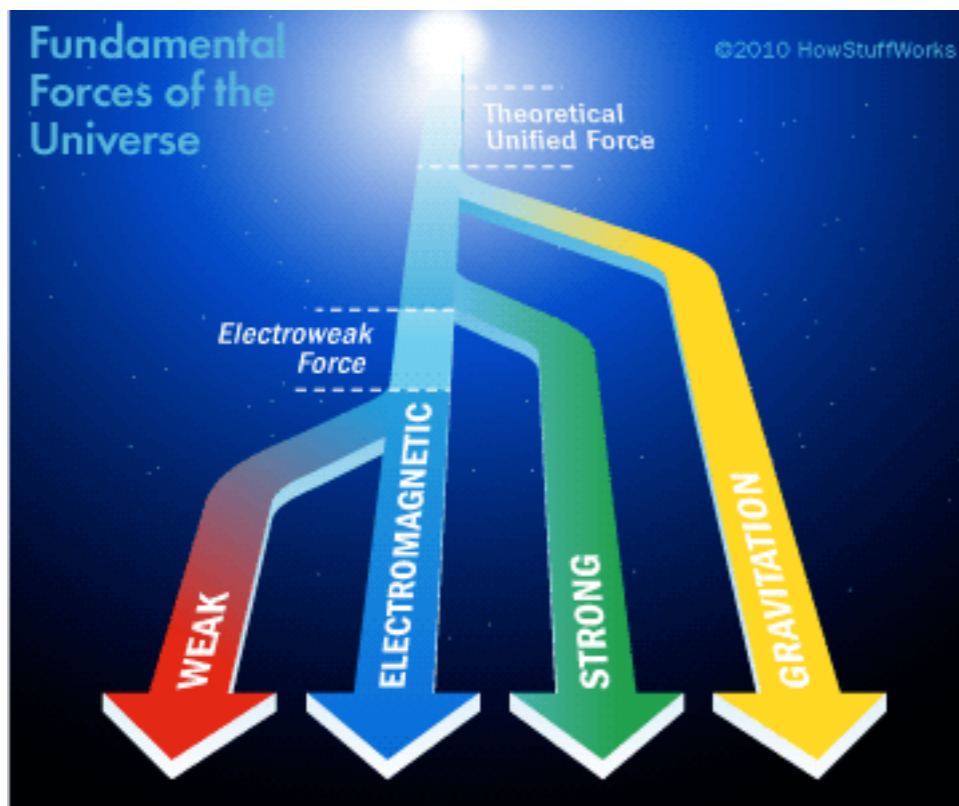 Fundamental
Forces of the
Universe
©2010 HowStuffWorks
Theoretical
Unified Force
Electroweak
Force
WEAK
ELECTROMAGNETIC
STRONG
GRAVITATION